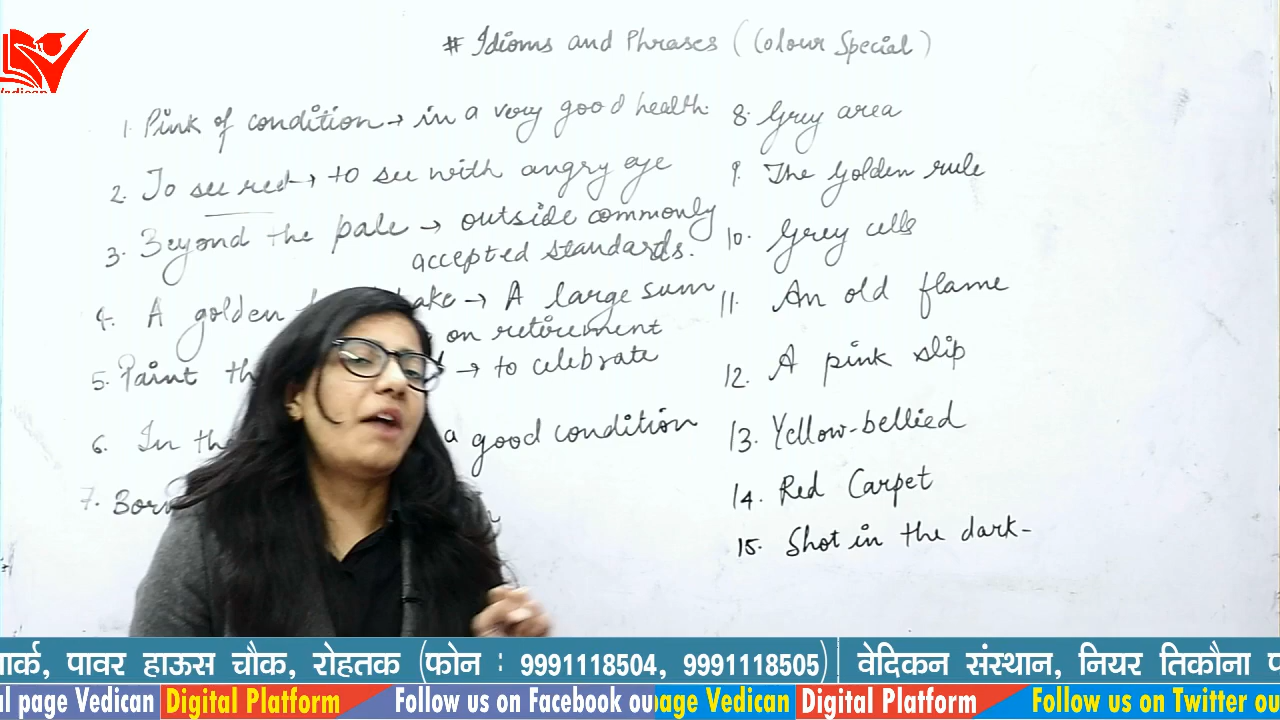 Vedican
# Idioms and Phrases (Colour Special)
1. Pink of condition → in a very good health.
2. To see red → to see with angry eye
3. Beyond the pale → outside commonly
accepted standards.
4. A golden → A large sum
on retirement
5. Paint → to celebrate
6. In a good condition
7. Born
8. Grey area
9. The golden rule
10. Grey cells
11. An old flame
12. A pink slip
13. Yellow-bellied
14. Red Carpet
15. Shot in the dark-
पावर हाऊस चौक, रोहतक (फोन : 9991118504, 9991118505) वेदिकन संस्थान, नियर तिकौना
page Vedican Digital Platform Follow us on Facebook page Vedican Digital Platform Follow us on Twitter